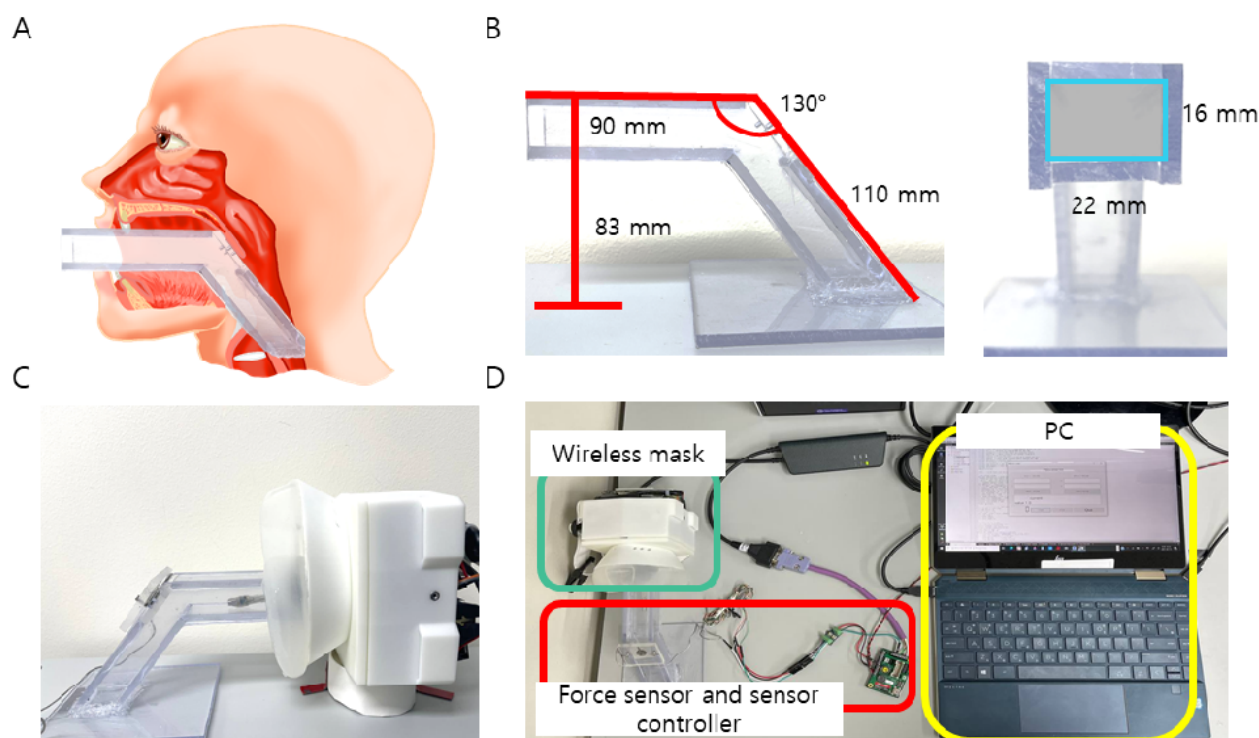 A
B
130°
90 mm
110 mm
83 mm
16 mm
22 mm
C
D
Wireless mask
PC
Force sensor and sensor
controller